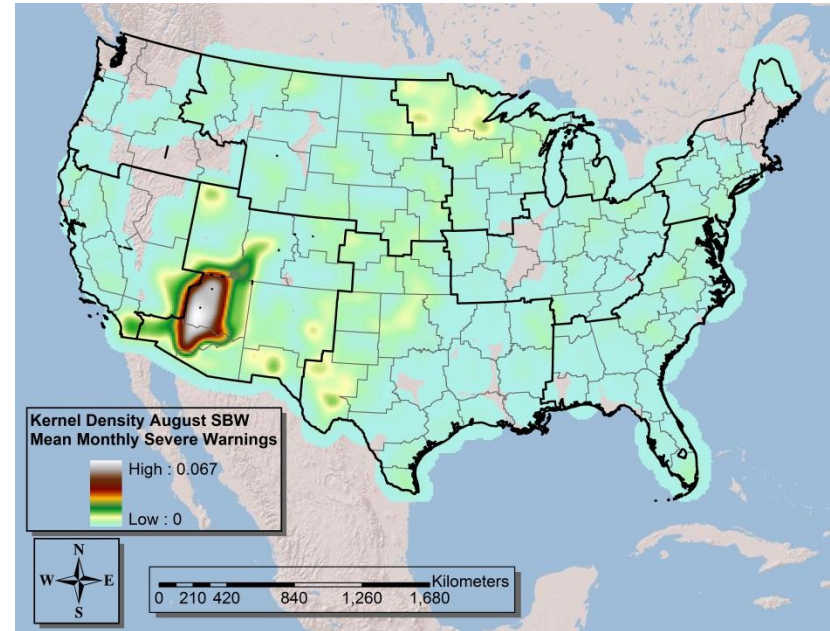 Kernel Density August SBW
Mean Monthly Severe Warnings
High : 0.067
Low : 0
N
W E
S
Kilometers
0 210 420 840 1,260 1,680